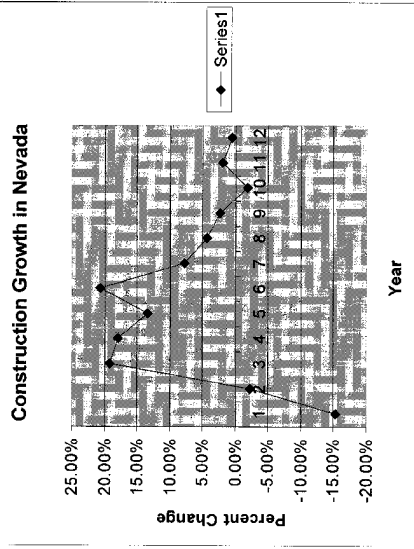 Construction Growth in Nevada
25.00%
20.00%
15.00%
10.00%
5.00%
0.00%
-5.00%
-10.00%
-15.00%
-20.00%
Percent Change
1 2 3 4 5 6 7 8 9 10 11 12
Year
Series1